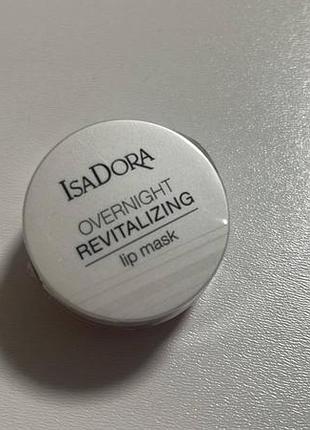 IsaDora
OVERNIGHT
REVITALIZING
lip mask